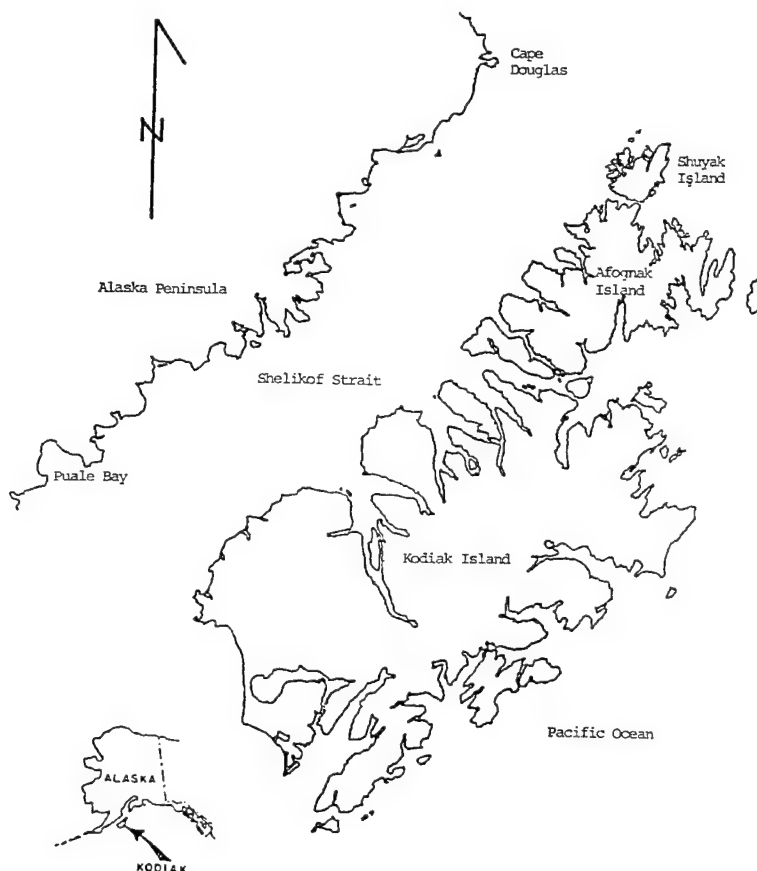 Cape
Douglas
N
Shuyak
Island
Afognak
Island
Alaska Peninsula
Shelikof Strait
Puale Bay
Kodiak Island
Pacific Ocean
ALASKA
KODIAK